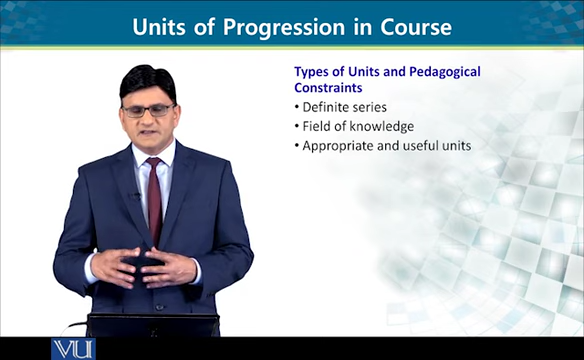 Units of Progression in Course
Types of Units and Pedagogical
Constraints
• Definite series
• Field of knowledge
• Appropriate and useful units
VU